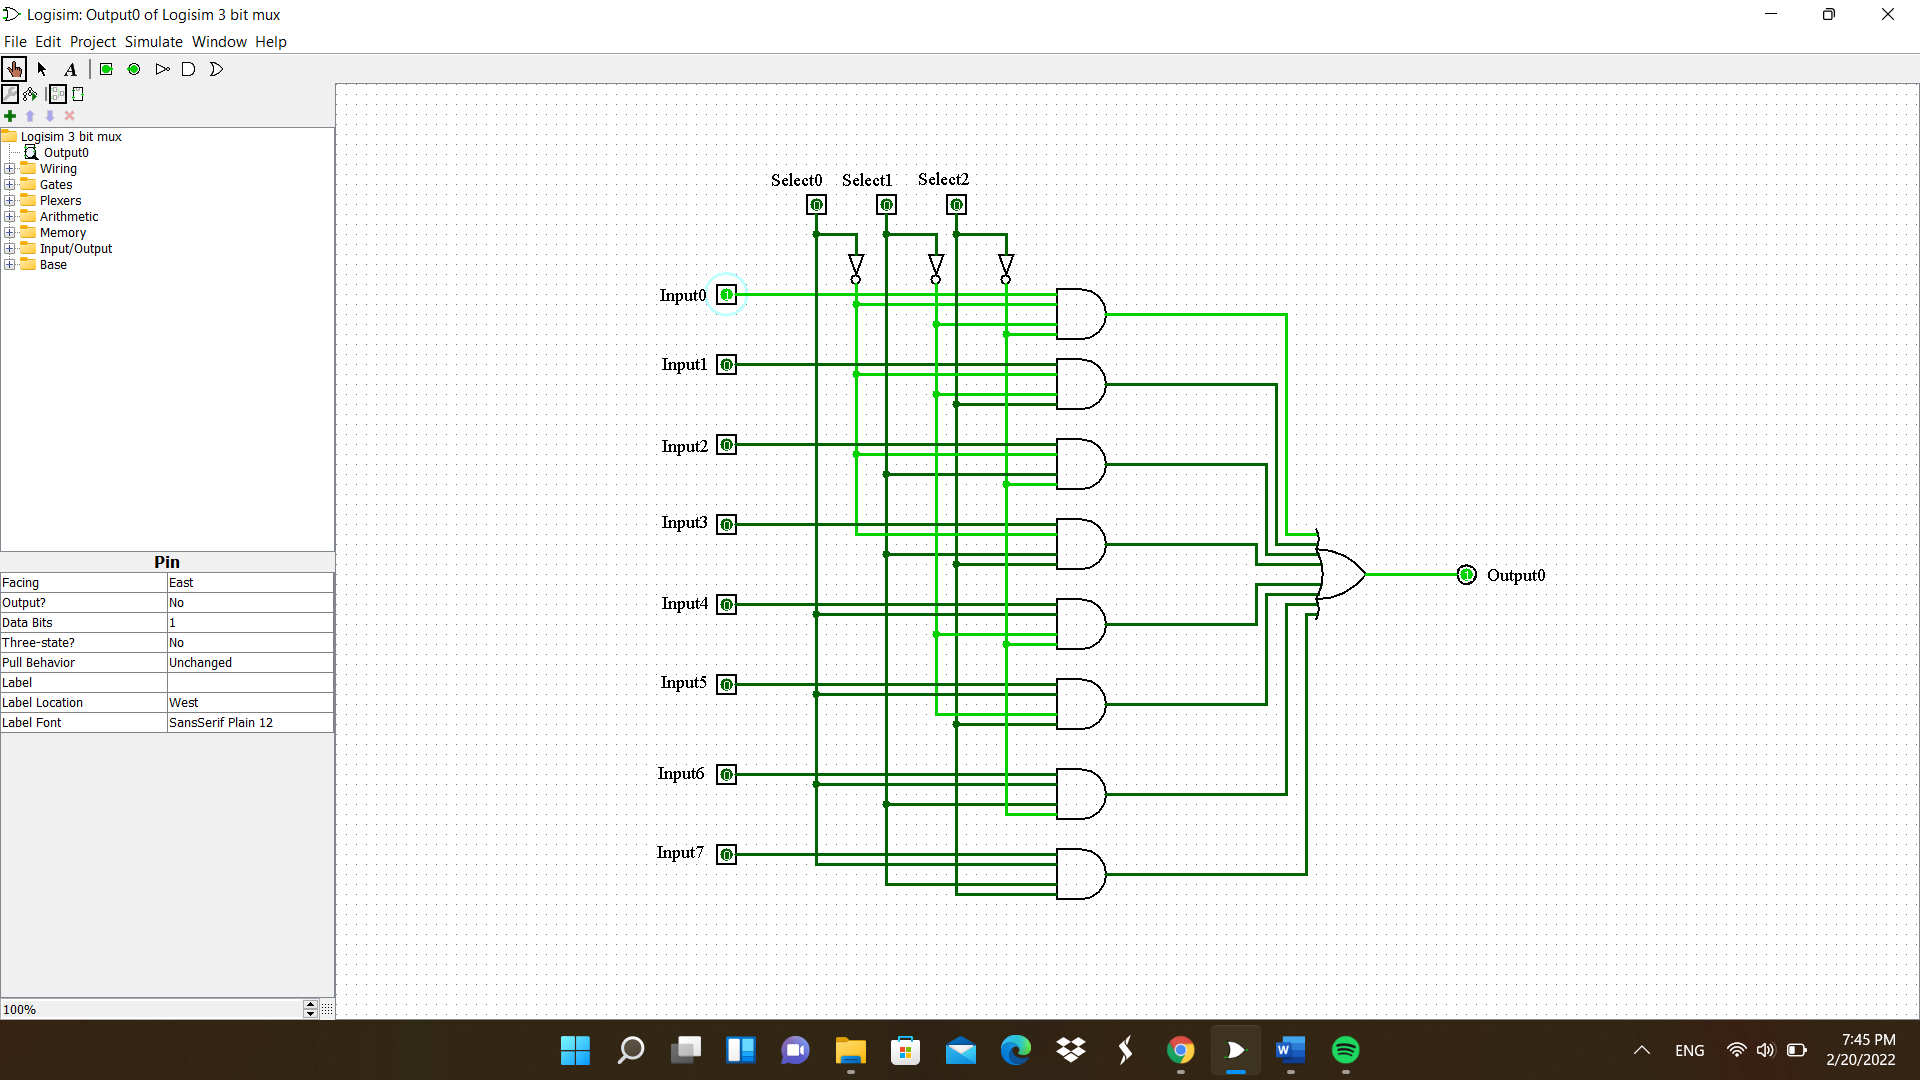 Logisim: Output0 of Logisim 3 bit mux
File Edit Project Simulate Window Help
A
Logisim 3 bit mux
Output0
Wiring
Gates
Plexers
Arithmetic
Memory
Input/Output
Base
Pin
Facing East
Output? No
Data Bits 1
Three-state? No
Pull Behavior Unchanged
Label
Label Location West
Label Font SansSerif Plain 12
100%
Select0 Select1 Select2
0 0 0
Input0 1
Input1 0
Input2 0
Input3 0
Input4 0
Input5 0
Input6 0
Input7 0
1 Output0
W
ENG
7:45 PM
2/20/2022